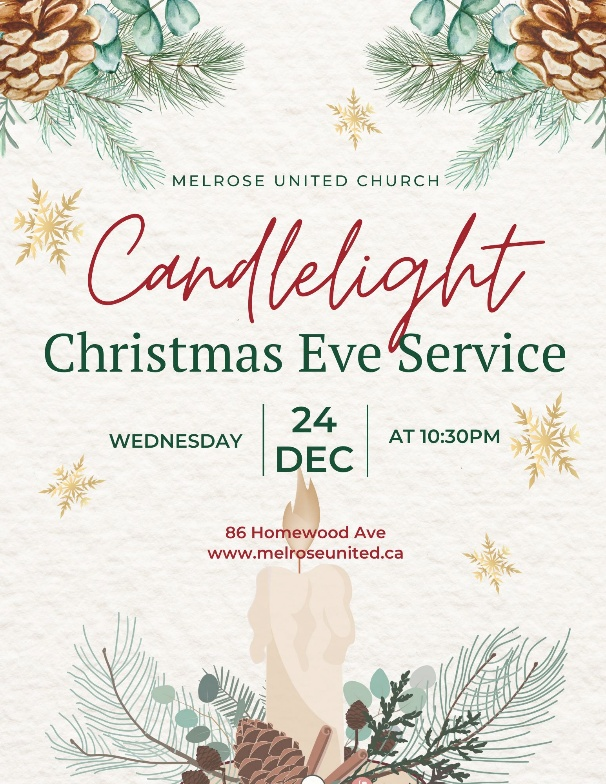 MELROSE UNITED CHURCH
Candlelight
Christmas Eve Service
WEDNESDAY
24
DEC
AT 10:30PM
86 Homewood Ave
www.melroseunited.ca